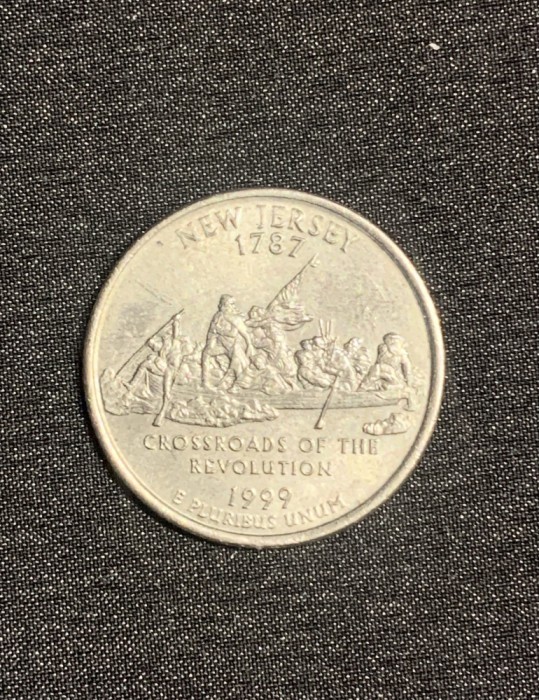 NEW JERSEY
1787
CROSSROADS OF THE
REVOLUTION
1999
E PLURIBUS UNUM